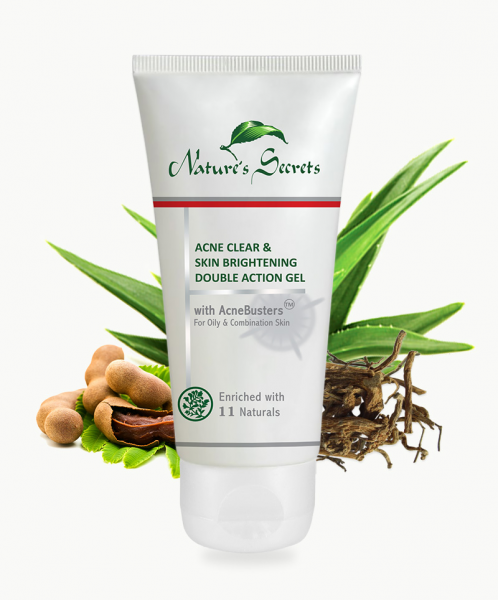 Nature's Secrets
ACNE CLEAR &
SKIN BRIGHTENING
DOUBLE ACTION GEL
with AcneBusters™
For Oily & Combination Skin
Enriched with
11 Naturals